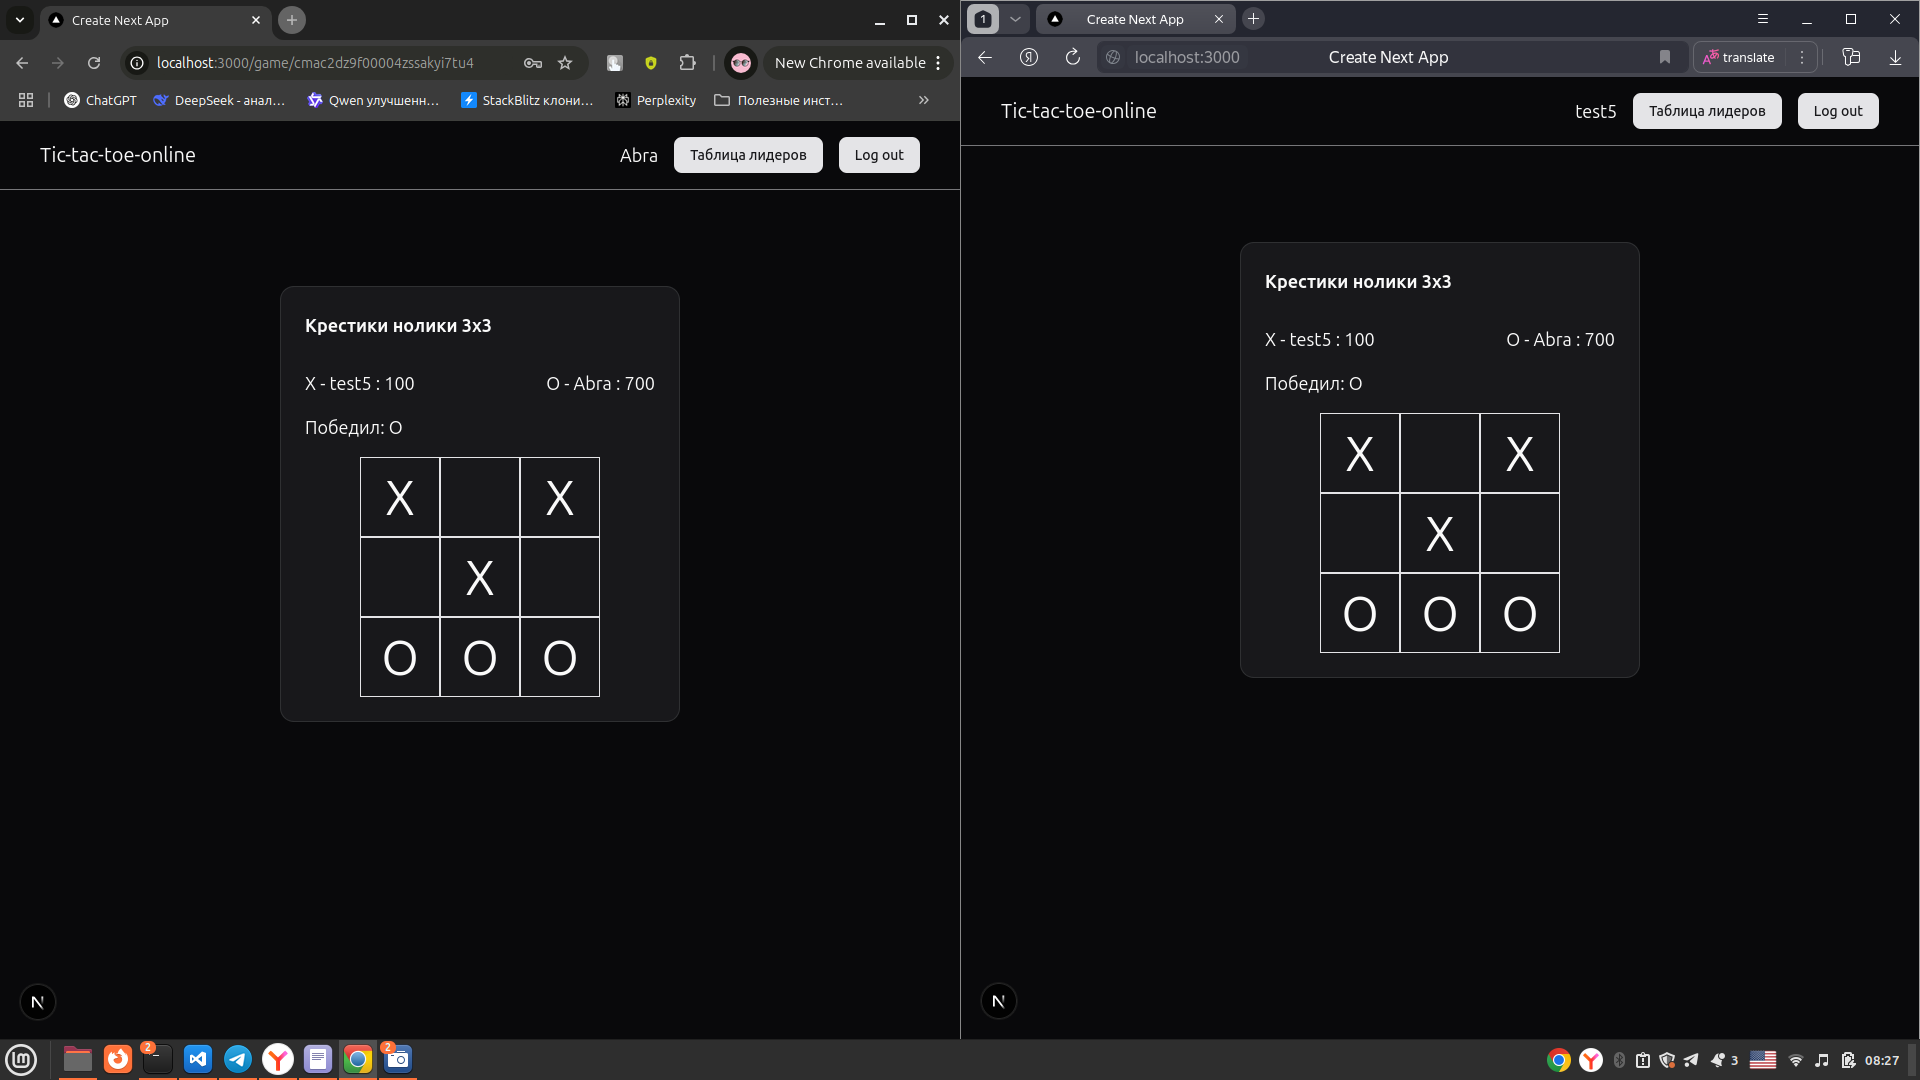 Create Next App
localhost:3000/game/cmac2dz9f00004zssakyi7tu4
New Chrome available
ChatGPT
DeepSeek - анал...
Qwen улучшенн...
StackBlitz клони...
Perplexity
Полезные инст...
Tic-tac-toe-online
Abra
Таблица лидеров
Log out
Крестики нолики 3x3
X - test5 : 100
O - Abra : 700
Победил: O
X X
X
O O O
N
1
Create Next App
localhost:3000
Create Next App
translate
Tic-tac-toe-online
test5
Таблица лидеров
Log out
Крестики нолики 3x3
X - test5 : 100
O - Abra : 700
Победил: O
X X
X
O O O
N
2
2
3
08:27